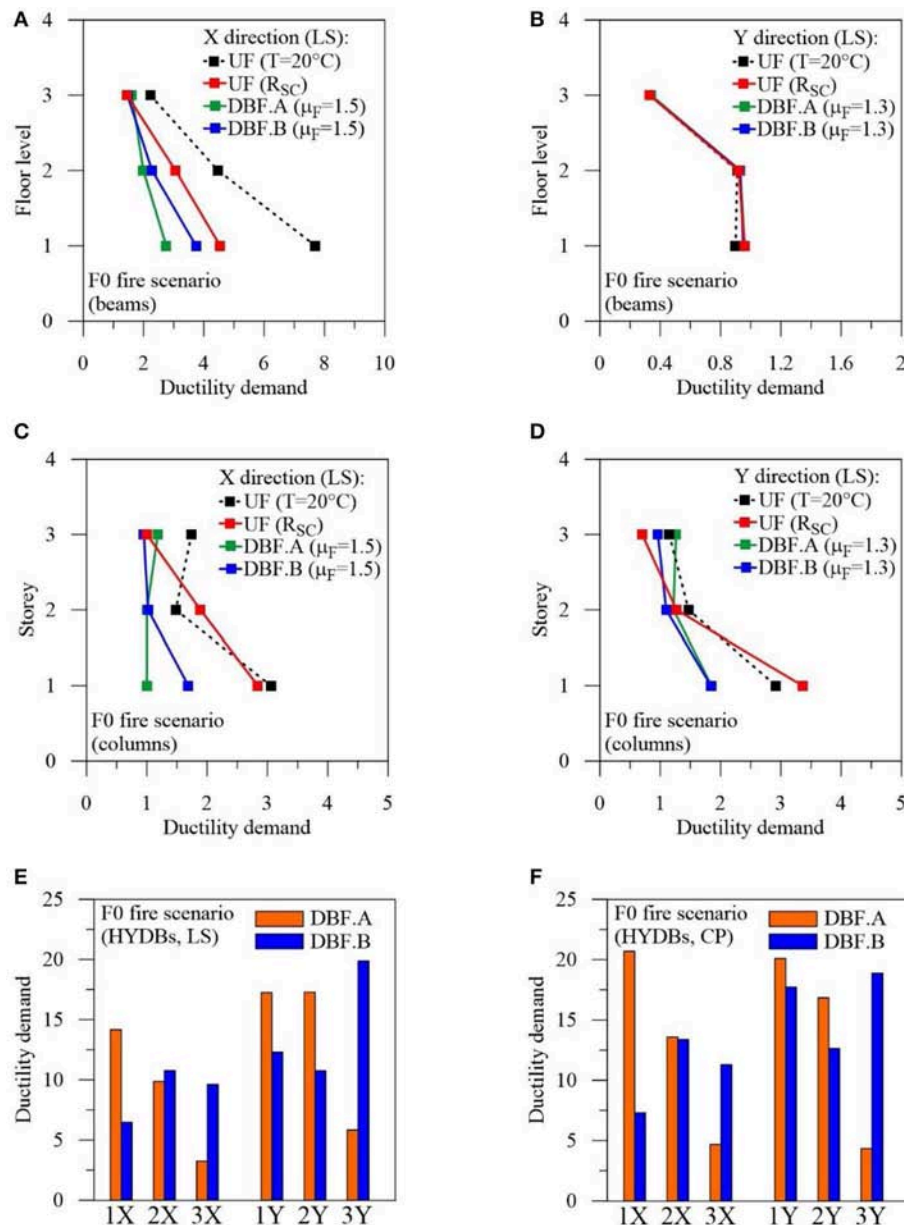 A
X direction (LS):
UF (T=20°C)
UF (RSC)
DBF.A (μF=1.5)
DBF.B (μF=1.5)
4
3
2
1
0
Floor level
F0 fire scenario
(beams)
0 2 4 6 8 10
Ductility demand
B
Y direction (LS):
UF (T=20°C)
UF (RSC)
DBF.A (μF=1.3)
DBF.B (μF=1.3)
4
3
2
1
0
Floor level
F0 fire scenario
(beams)
0 0.4 0.8 1.2 1.6 2
Ductility demand
C
X direction (LS):
UF (T=20°C)
UF (RSC)
DBF.A (μF=1.5)
DBF.B (μF=1.5)
4
3
2
1
0
Storey
F0 fire scenario
(columns)
0 1 2 3 4 5
Ductility demand
D
Y direction (LS):
UF (T=20°C)
UF (RSC)
DBF.A (μF=1.3)
DBF.B (μF=1.3)
4
3
2
1
0
Storey
F0 fire scenario
(columns)
0 1 2 3 4 5
Ductility demand
E
F0 fire scenario
(HYDBs, LS)
DBF.A
DBF.B
25
20
15
10
5
0
Ductility demand
1X 2X 3X 1Y 2Y 3Y
F
F0 fire scenario
(HYDBs, CP)
DBF.A
DBF.B
25
20
15
10
5
0
Ductility demand
1X 2X 3X 1Y 2Y 3Y